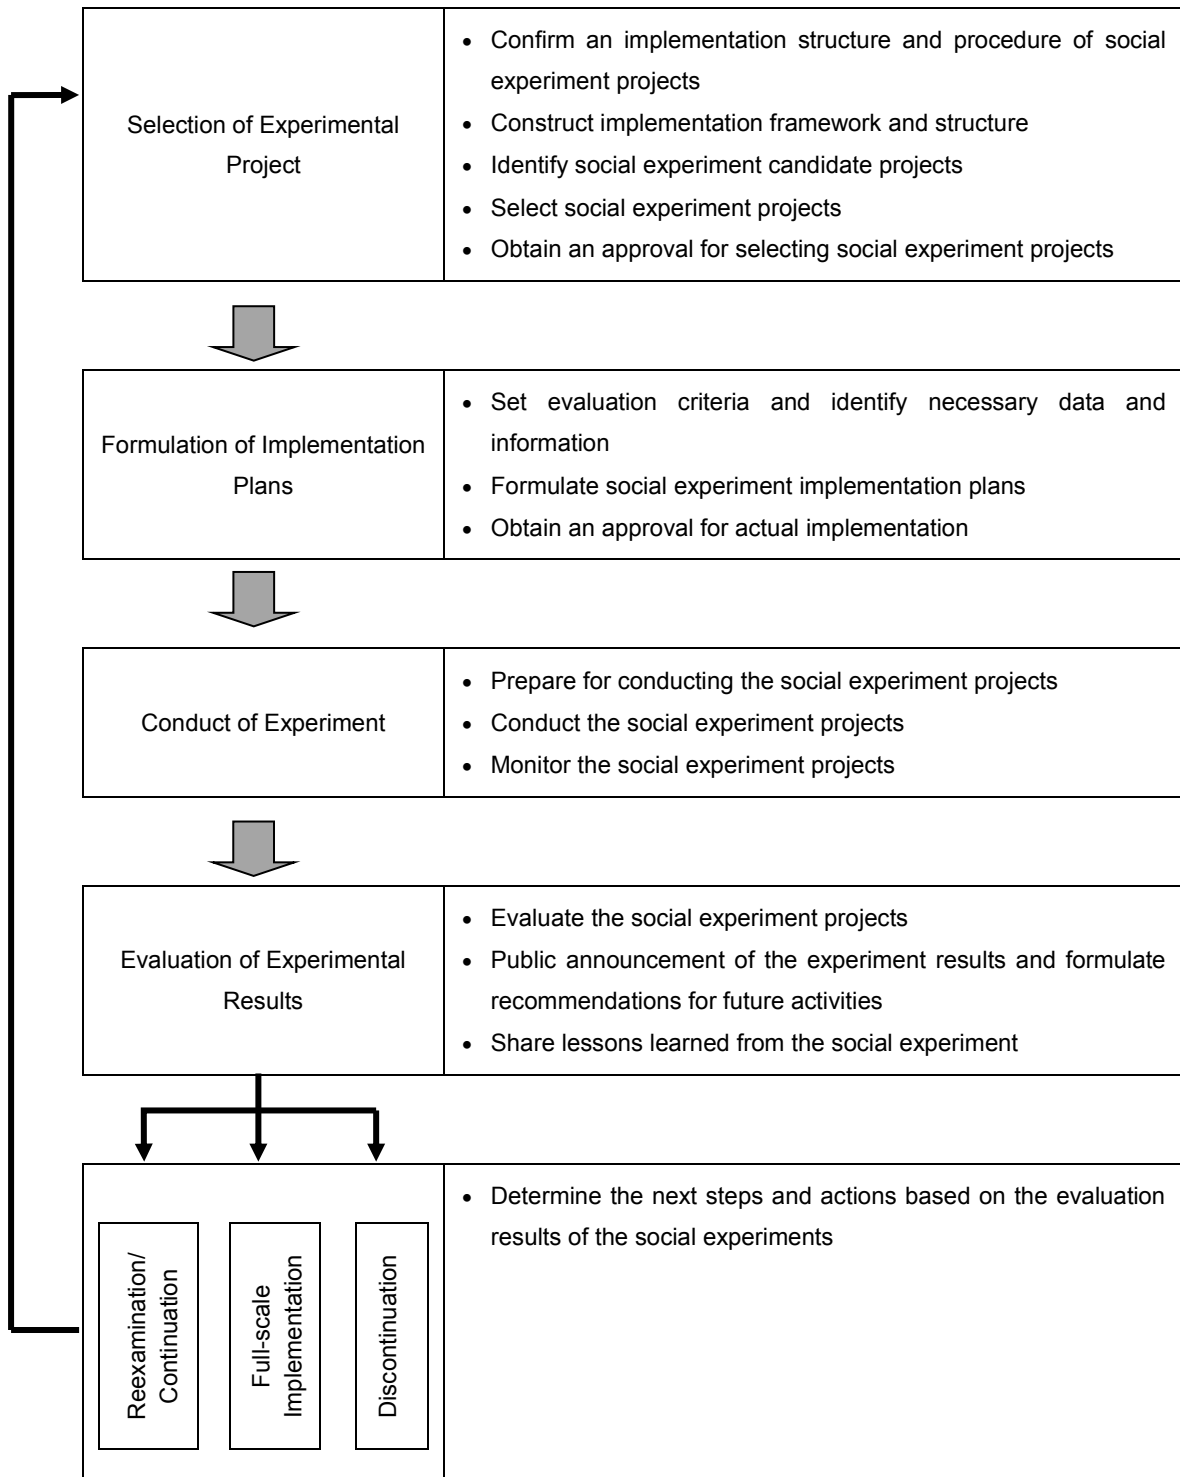 Selection of Experimental
Project
• Confirm an implementation structure and procedure of social
experiment projects
• Construct implementation framework and structure
• Identify social experiment candidate projects
• Select social experiment projects
• Obtain an approval for selecting social experiment projects
Formulation of Implementation
Plans
• Set evaluation criteria and identify necessary data and
information
• Formulate social experiment implementation plans
• Obtain an approval for actual implementation
Conduct of Experiment
• Prepare for conducting the social experiment projects
• Conduct the social experiment projects
• Monitor the social experiment projects
Evaluation of Experimental
Results
• Evaluate the social experiment projects
• Public announcement of the experiment results and formulate
recommendations for future activities
• Share lessons learned from the social experiment
Reexamination/
Continuation
Full-scale
Implementation
Discontinuation
• Determine the next steps and actions based on the evaluation
results of the social experiments